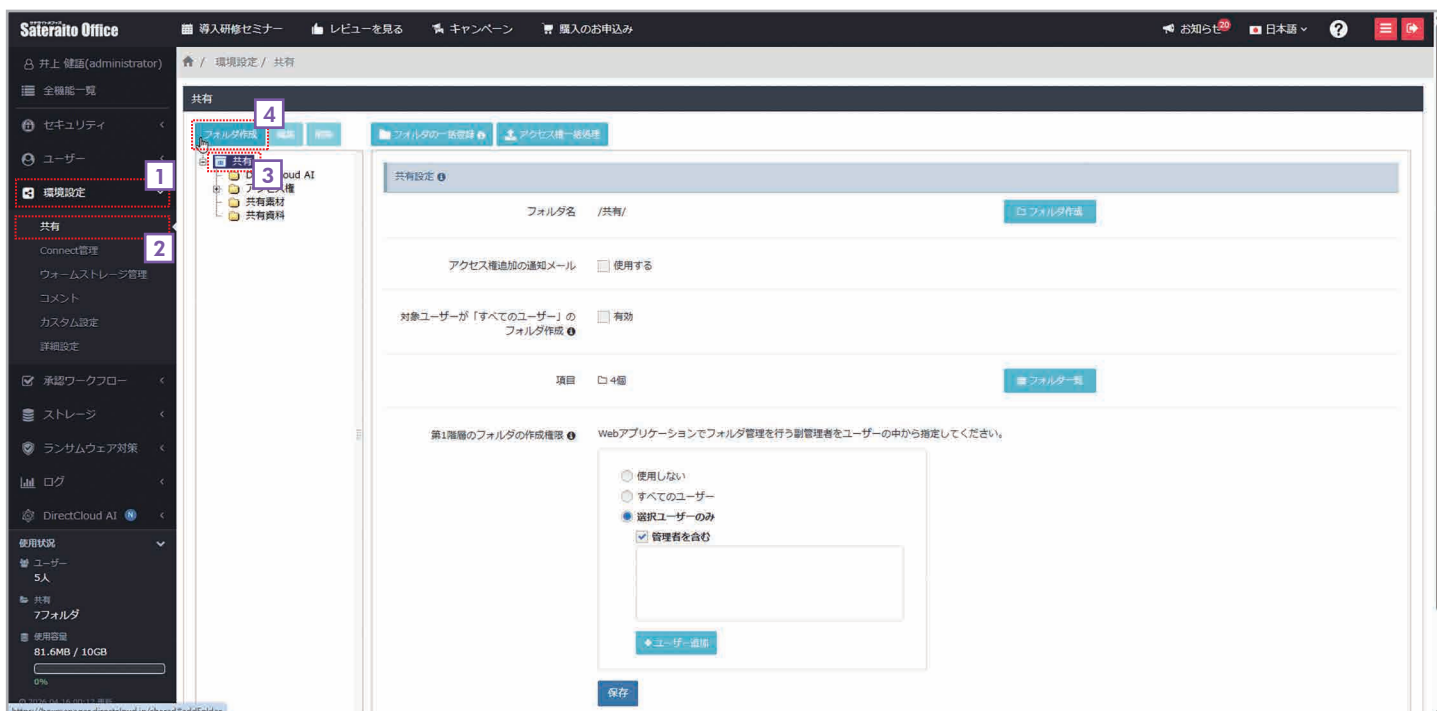 Sateraito Office
導入研修セミナー
レビューを見る
キャンペーン
購入のお申込み
お知らせ 20
日本語
井上 健語(administrator)
/ 環境設定 / 共有
全機能一覧
共有
セキュリティ
4
フォルダ作成
編集
削除
フォルダの一括登録
アクセス権一括処理
ユーザー
共有
3
1
アクセス権
共有設定
環境設定
共有素材
共有資料
フォルダ名 /共有/
フォルダ作成
共有
2
Connect管理
アクセス権追加の通知メール
使用する
ウォームストレージ管理
コメント
対象ユーザーが「すべてのユーザー」の
フォルダ作成
有効
カスタム設定
詳細設定
承認ワークフロー
項目
4個
フォルダ一覧
ストレージ
第1階層のフォルダの作成権限
Webアプリケーションでフォルダ管理を行う副管理者をユーザーの中から指定してください。
ランサムウェア対策
使用しない
ログ
すべてのユーザー
DirectCloud AI N
選択ユーザーのみ
使用状況
管理者を含む
ユーザー
5人
共有
7フォルダ
使用容量
81.6MB / 10GB
ユーザー追加
0%
保存